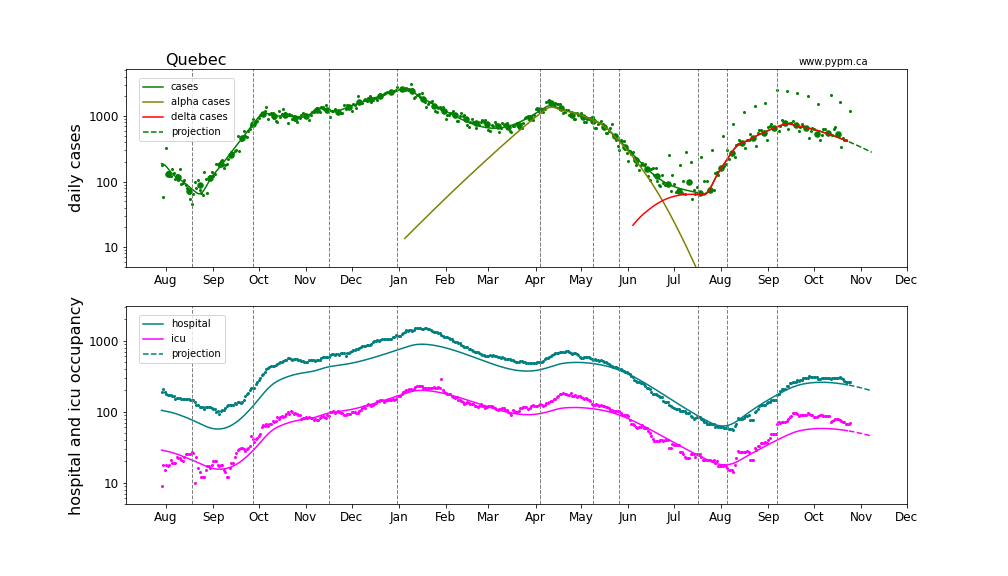 Quebec
www.pypm.ca
cases
alpha cases
delta cases
projection
daily cases
1000
100
10
Aug Sep Oct Nov Dec Jan Feb Mar Apr May Jun Jul Aug Sep Oct Nov Dec
hospital
icu
projection
hospital and icu occupancy
1000
100
10
Aug Sep Oct Nov Dec Jan Feb Mar Apr May Jun Jul Aug Sep Oct Nov Dec